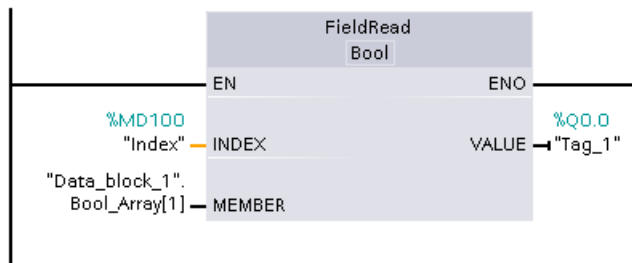 FieldRead
Bool
EN ENO
%MD100 %Q0.0
"Index" INDEX VALUE "Tag_1"
"Data_block_1".
Bool_Array[1] MEMBER